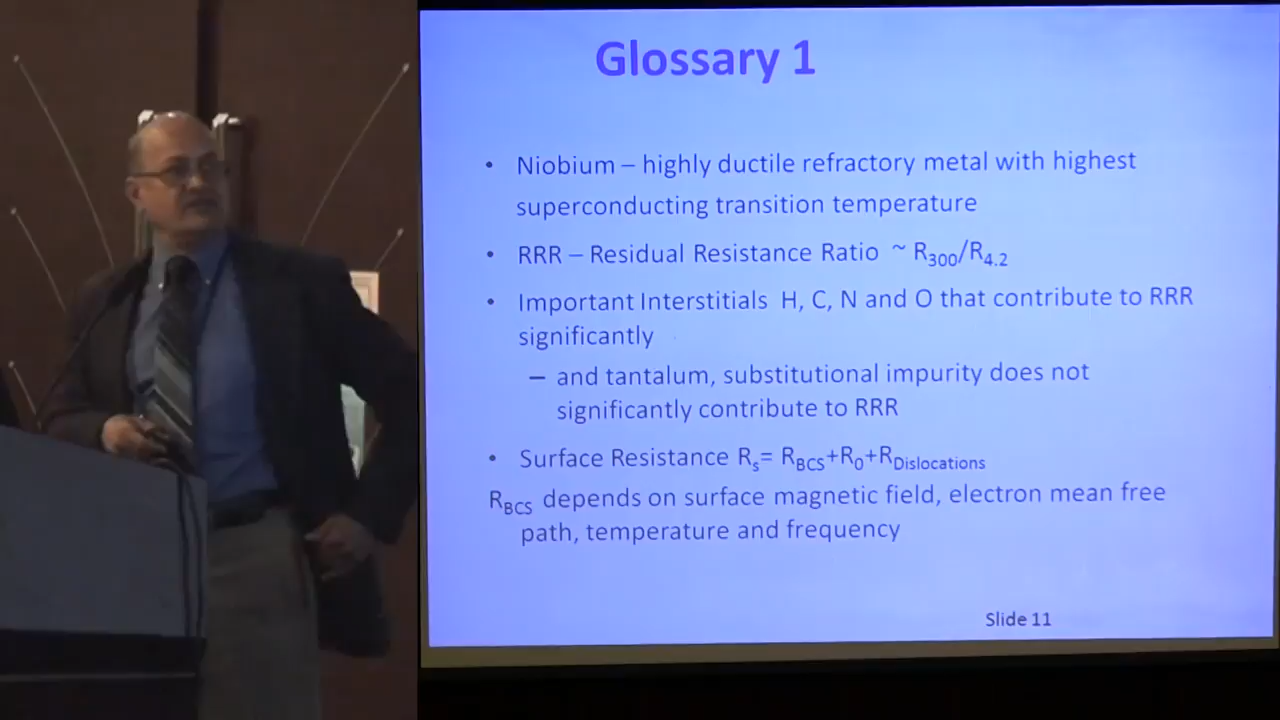 Glossary 1
• Niobium – highly ductile refractory metal with highest
superconducting transition temperature
• RRR – Residual Resistance Ratio ~ R300/R4.2
• Important Interstitials H, C, N and O that contribute to RRR
significantly
– and tantalum, substitutional impurity does not
significantly contribute to RRR
• Surface Resistance Rs= RBCS+R0+RDislocations
RBCS depends on surface magnetic field, electron mean free
path, temperature and frequency
Slide 11